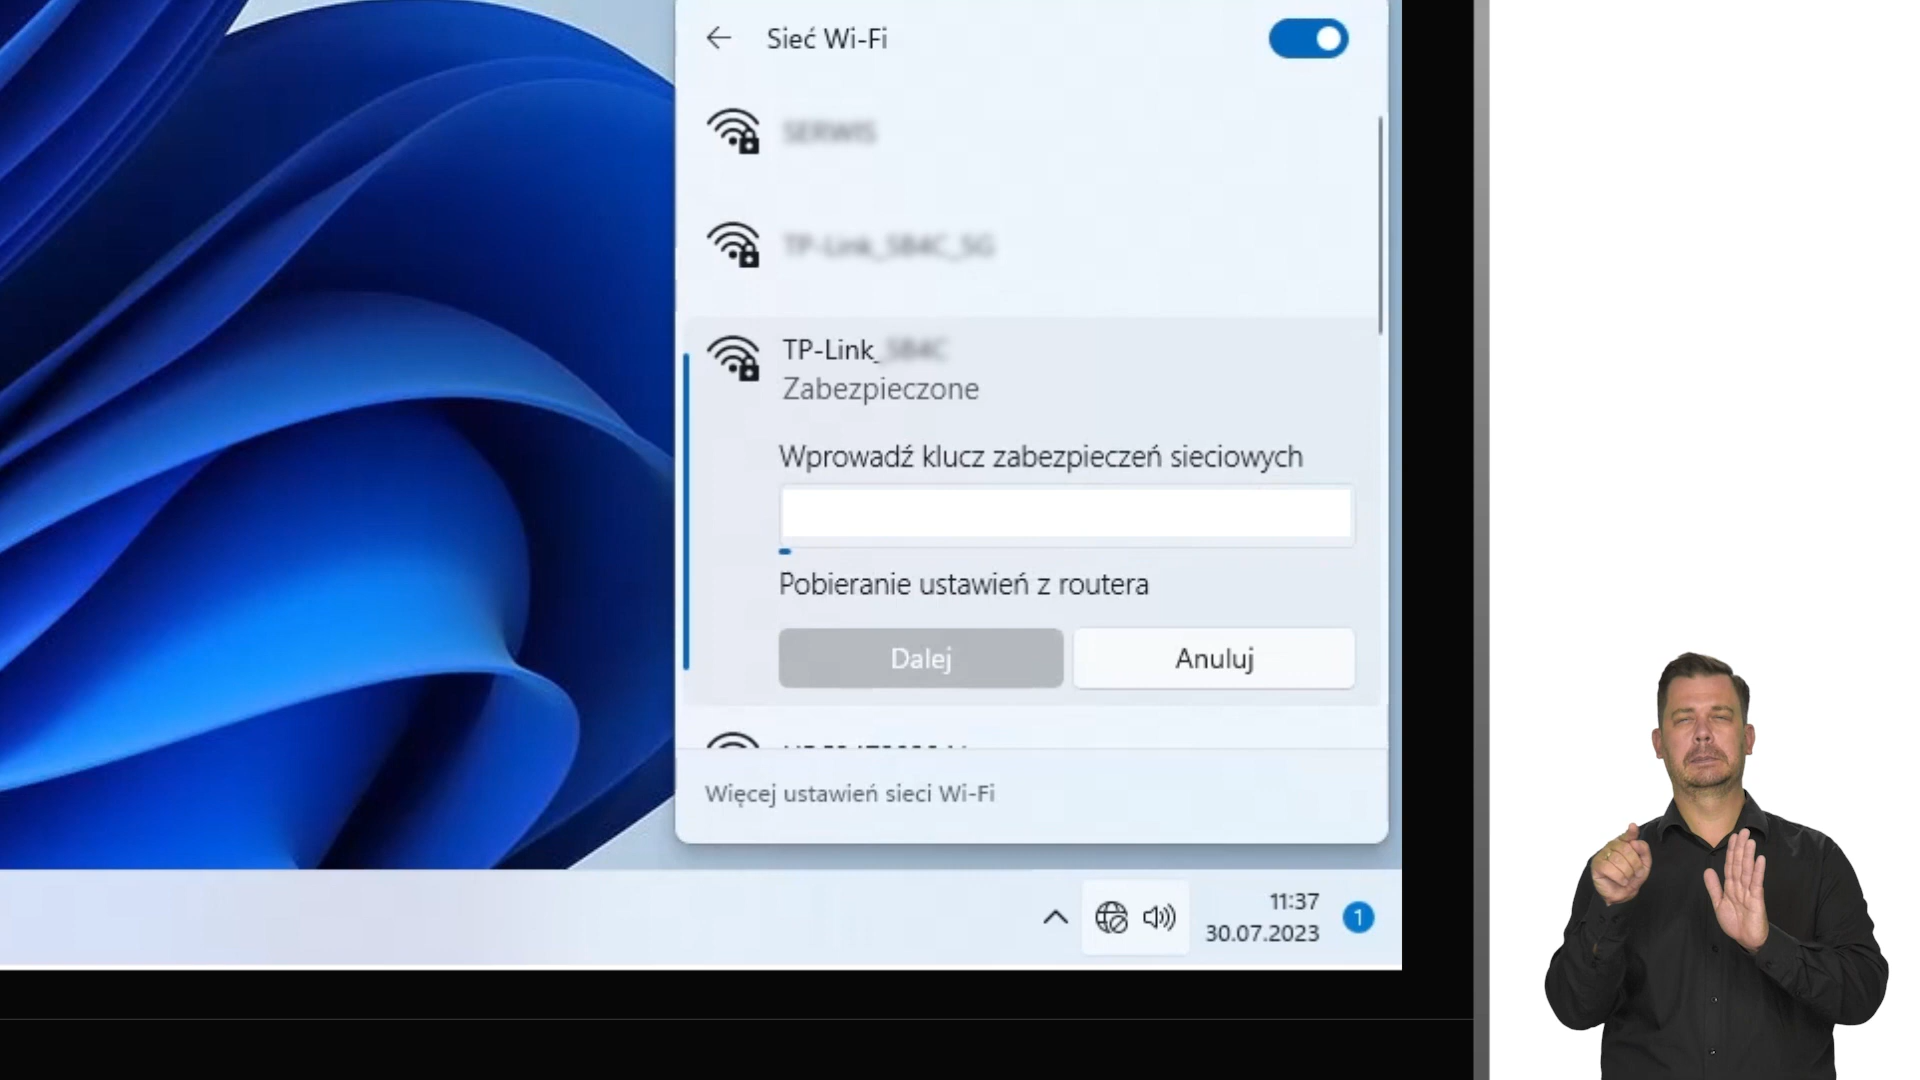 Sieć Wi-Fi
SERWIS
TP-Link_
Zabezpieczone
Wprowadź klucz zabezpieczeń sieciowych
Pobieranie ustawień z routera
Dalej
Anuluj
Więcej ustawień sieci Wi-Fi
11:37
30.07.2023
1